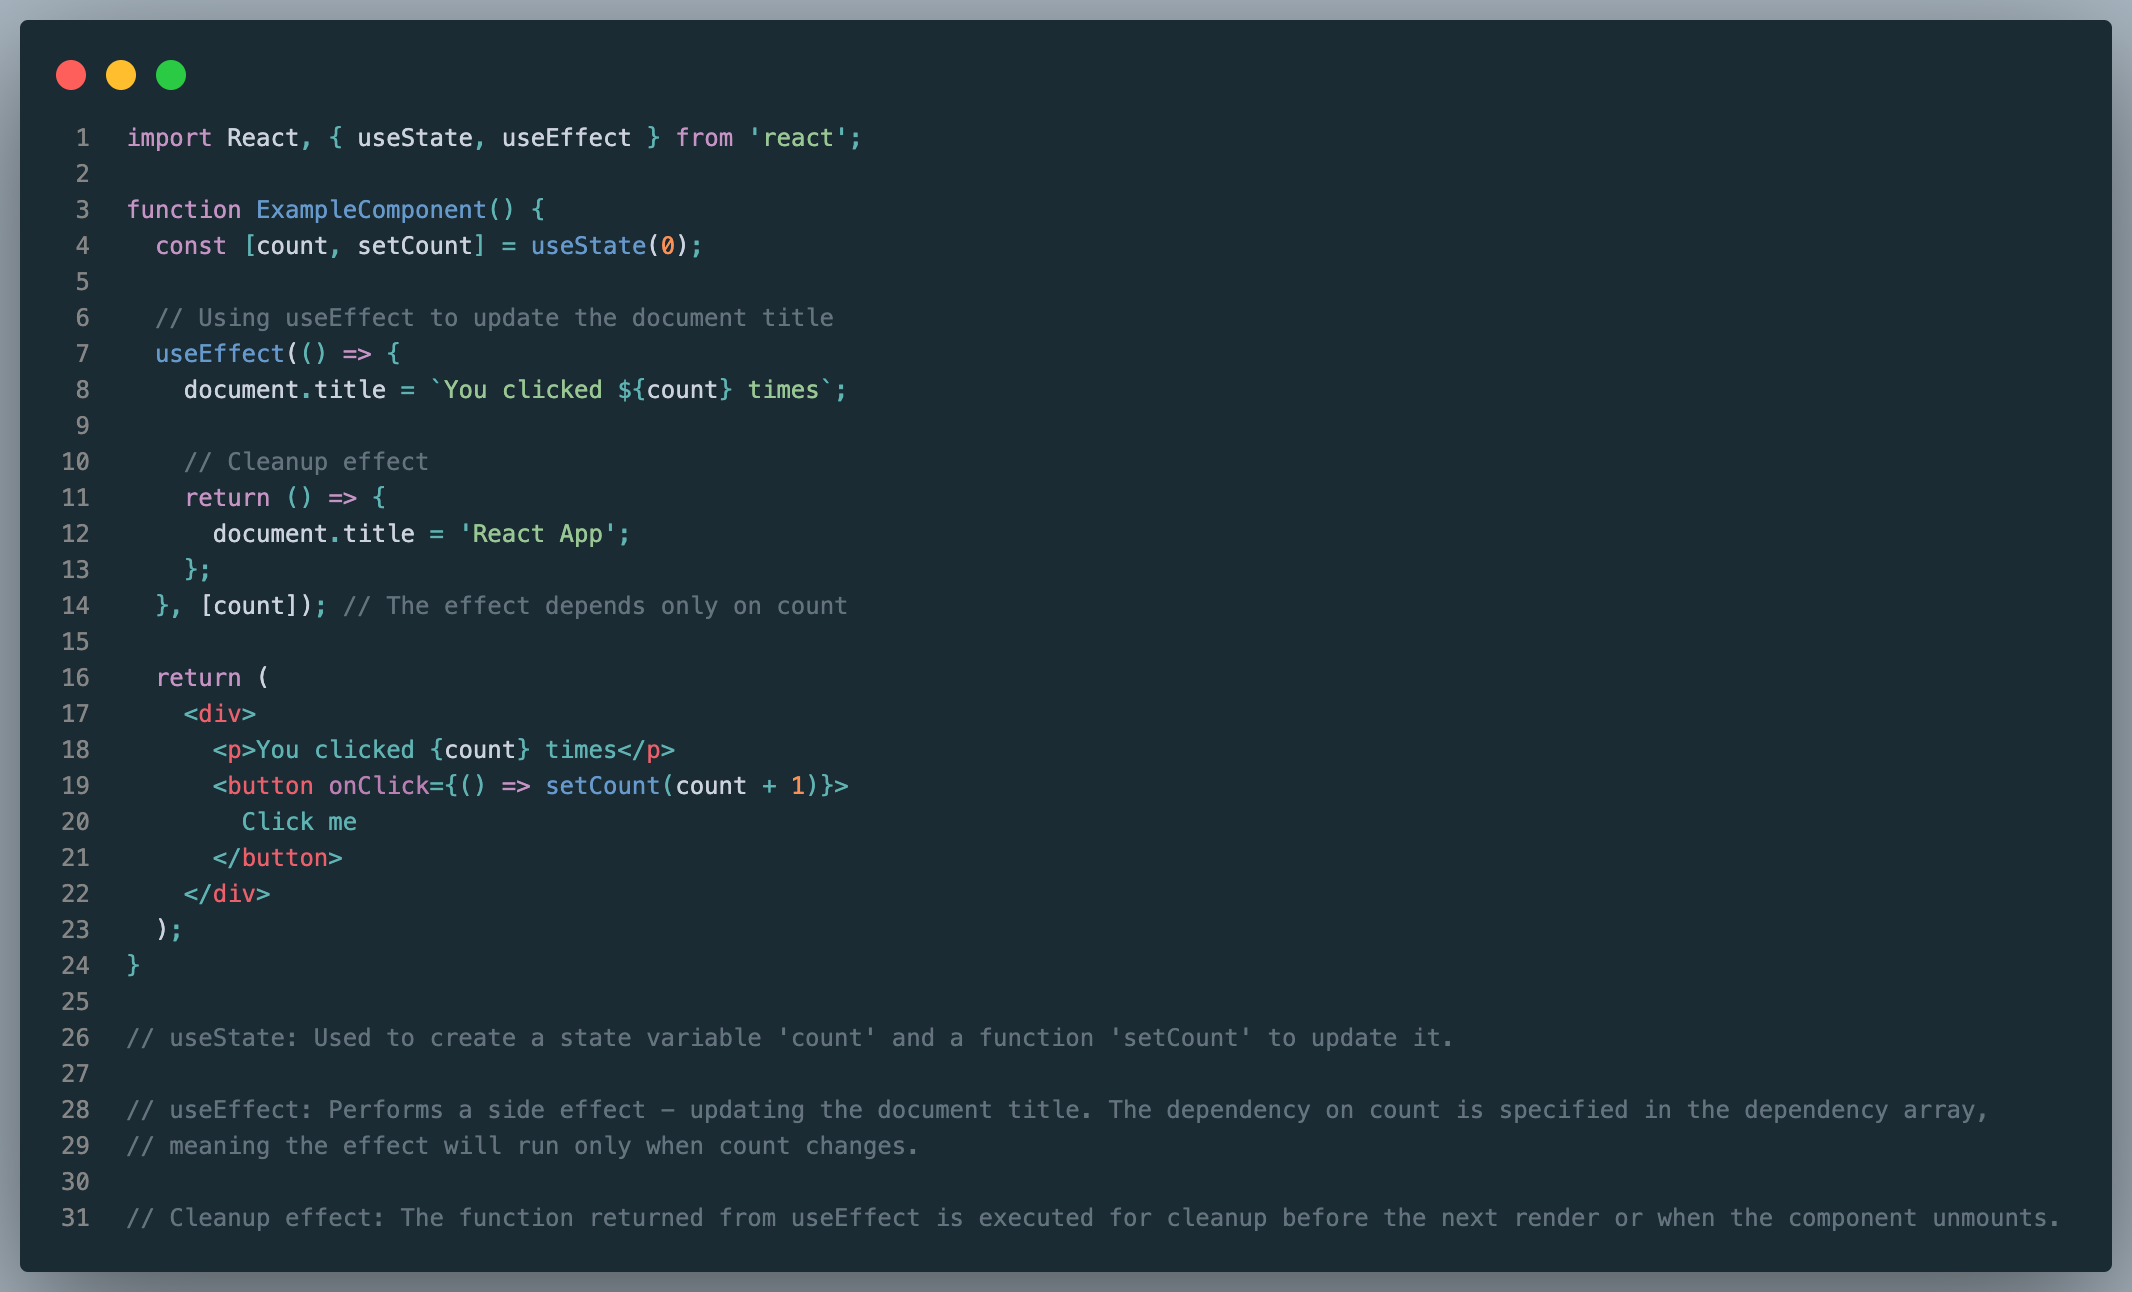 1 import React, { useState, useEffect } from 'react';
2
3 function ExampleComponent() {
4   const [count, setCount] = useState(0);
5
6   // Using useEffect to update the document title
7   useEffect(() => {
8     document.title = `You clicked ${count} times`;
9
10     // Cleanup effect
11     return () => {
12       document.title = 'React App';
13     };
14   }, [count]); // The effect depends only on count
15
16   return (
17     <div>
18       <p>You clicked {count} times</p>
19       <button onClick={() => setCount(count + 1)}>
20         Click me
21       </button>
22     </div>
23   );
24 }
25
26 // useState: Used to create a state variable 'count' and a function 'setCount' to update it.
27
28 // useEffect: Performs a side effect – updating the document title. The dependency on count is specified in the dependency array,
29 // meaning the effect will run only when count changes.
30
31 // Cleanup effect: The function returned from useEffect is executed for cleanup before the next render or when the component unmounts.